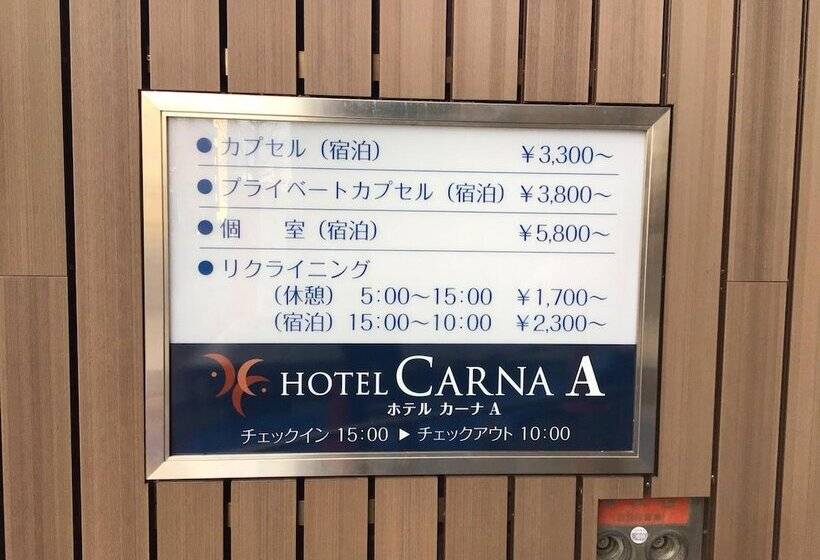 ● カプセル（宿泊） ￥3,300～
● プライベートカプセル（宿泊） ￥3,800～
● 個　　室（宿泊） ￥5,800～
● リクライニング
（休憩） 5:00～15:00 ￥1,700～
（宿泊） 15:00～10:00 ￥2,300～
HOTEL CARNA A
ホテル カーナ A
チェックイン 15:00 ▶ チェックアウト 10:00